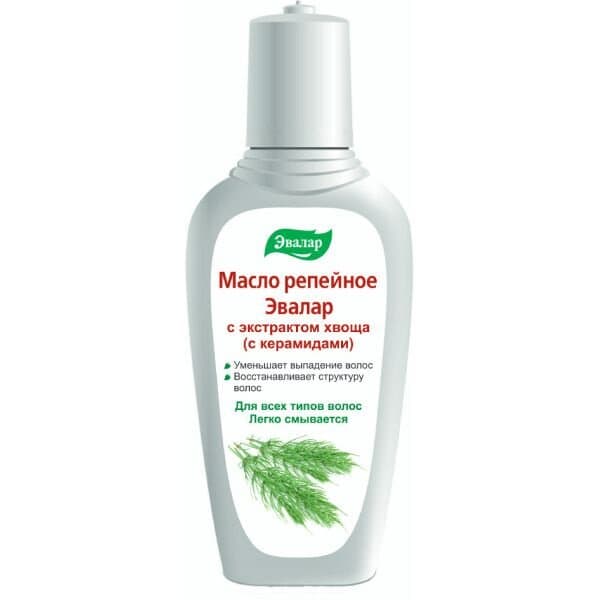 Эвалар
Масло репейное
Эвалар
с экстрактом хвоща
(с керамидами)
Уменьшает выпадение волос
Восстанавливает структуру
волос
Для всех типов волос
Легко смывается